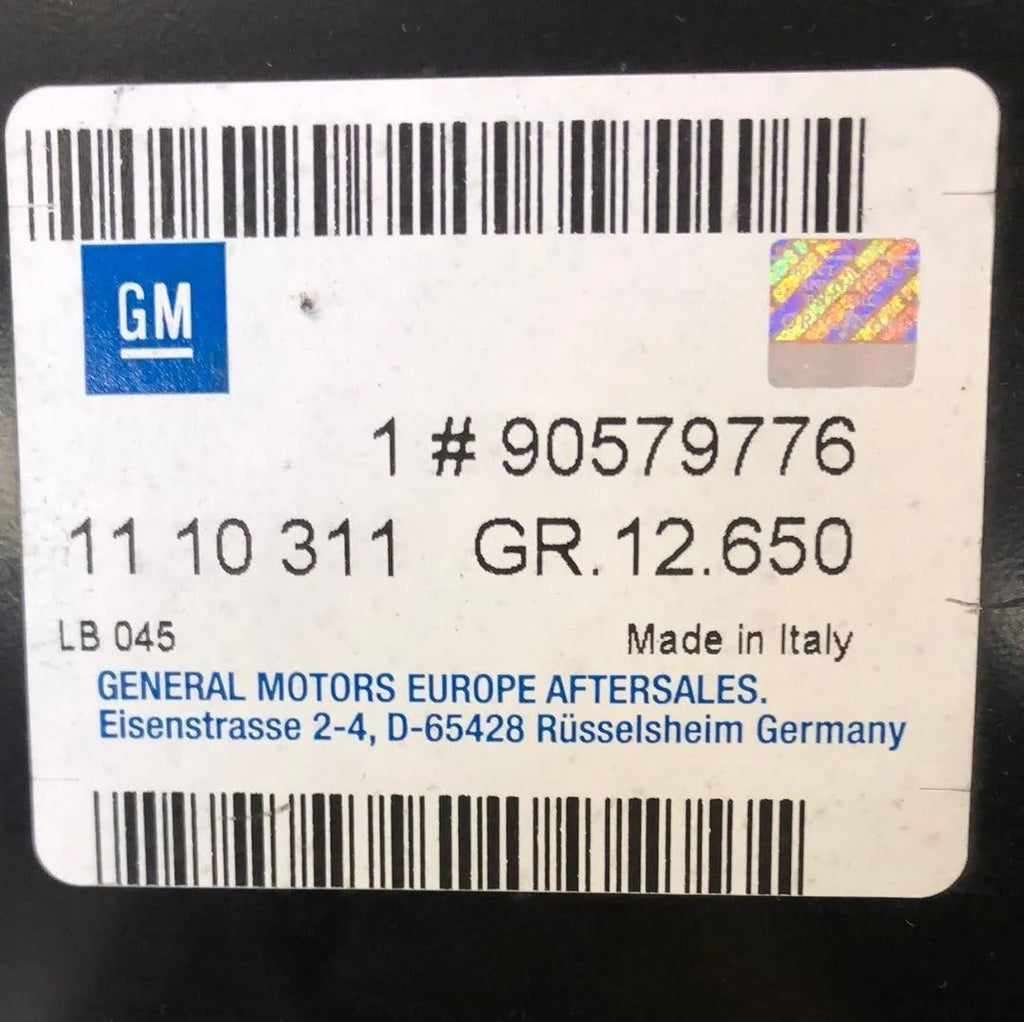 GM
1 # 90579776
11 10 311 GR. 12.650
LB 045 Made in Italy
GENERAL MOTORS EUROPE AFTERSALES.
Eisenstrasse 2-4, D-65428 Rüsselsheim Germany